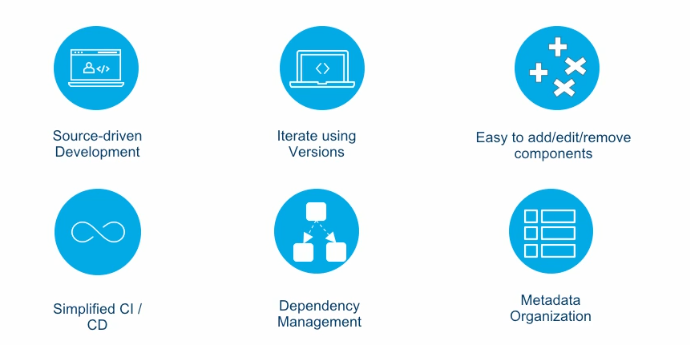 Source-driven
Development
Iterate using
Versions
Easy to add/edit/remove
components
Simplified CI /
CD
Dependency
Management
Metadata
Organization